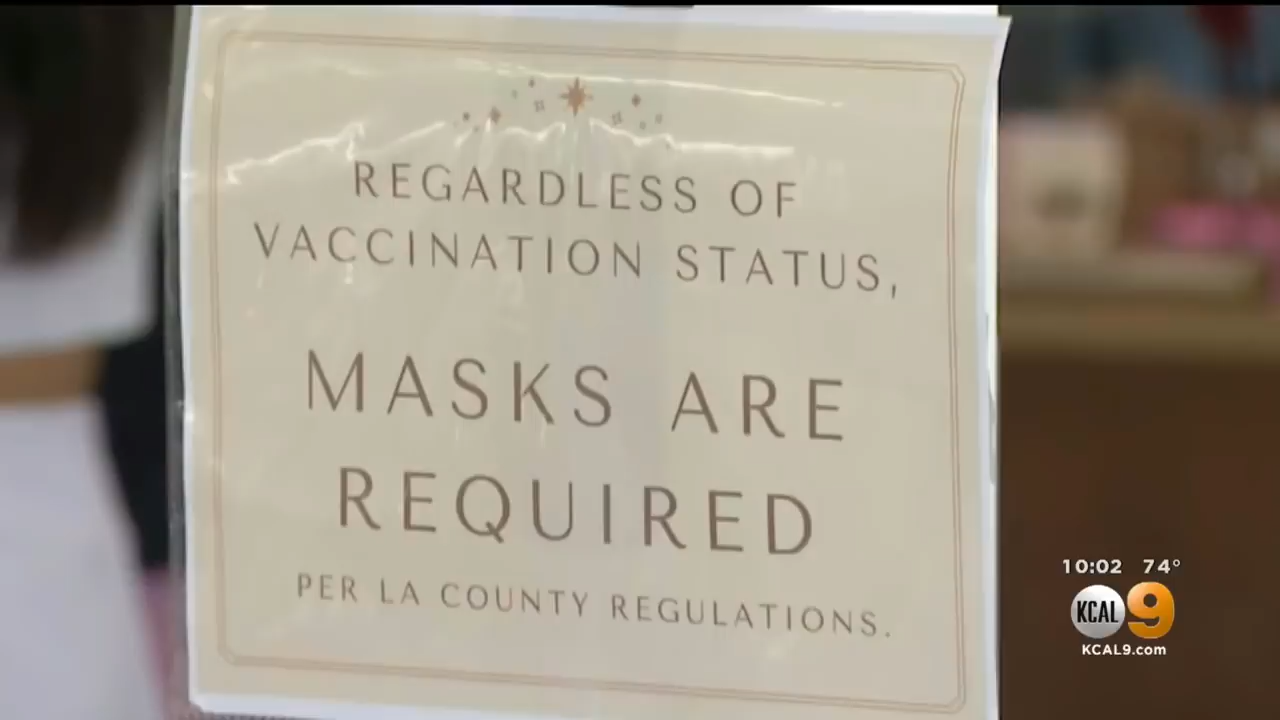 REGARDLESS OF
VACCINATION STATUS,
MASKS ARE
REQUIRED
PER LA COUNTY REGULATIONS.
10:02 74°
KCAL 9
KCAL9.com